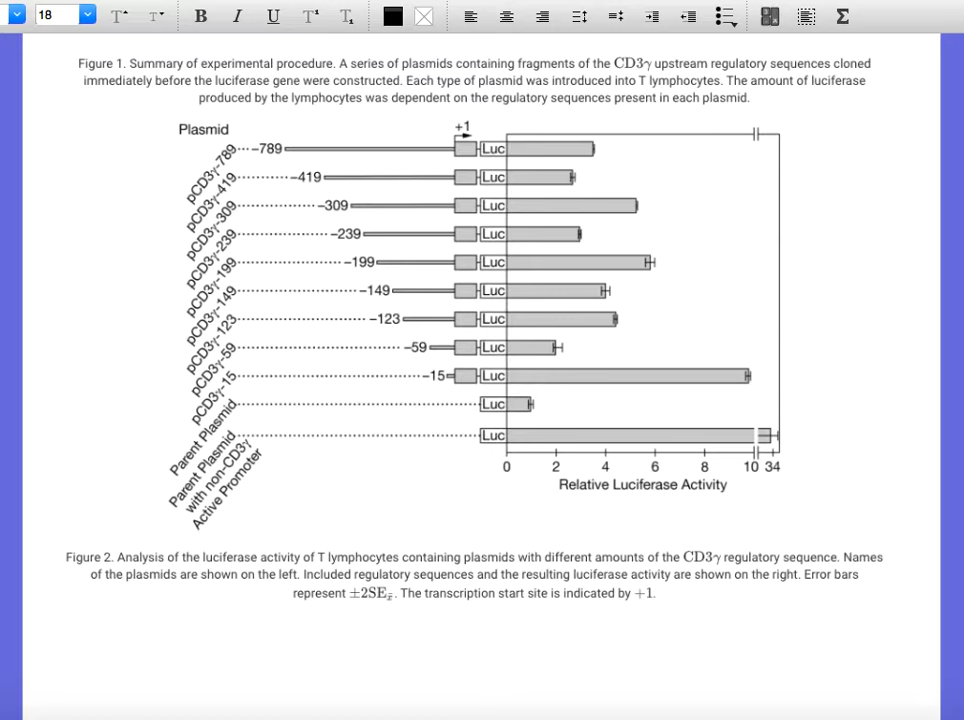 18
T T B I U T¹ T₁ Σ
Figure 1. Summary of experimental procedure. A series of plasmids containing fragments of the CD3γ upstream regulatory sequences cloned
immediately before the luciferase gene were constructed. Each type of plasmid was introduced into T lymphocytes. The amount of luciferase
produced by the lymphocytes was dependent on the regulatory sequences present in each plasmid.
Plasmid
+1
pCD3γ-789 −789 Luc
pCD3γ-419 −419 Luc
pCD3γ-309 −309 Luc
pCD3γ-239 −239 Luc
pCD3γ-199 −199 Luc
pCD3γ-149 −149 Luc
pCD3γ-123 −123 Luc
pCD3γ-59 −59 Luc
pCD3γ-15 −15 Luc
Parent Plasmid Luc
Parent Plasmid Luc
with non-CD3γ
Active Promoter
0 2 4 6 8 10 34
Relative Luciferase Activity
Figure 2. Analysis of the luciferase activity of T lymphocytes containing plasmids with different amounts of the CD3γ regulatory sequence. Names
of the plasmids are shown on the left. Included regulatory sequences and the resulting luciferase activity are shown on the right. Error bars
represent ±2SE_x̄. The transcription start site is indicated by +1.